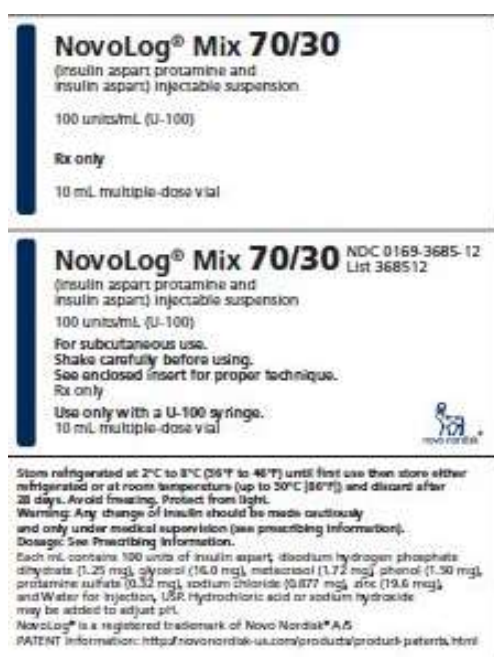 NovoLog® Mix 70/30
(insulin aspart protamine and
insulin aspart) injectable suspension
100 units/mL (U-100)
Rx only
10 mL multiple-dose vial
NovoLog® Mix 70/30
NDC 0169-3685-12
List 368512
(insulin aspart protamine and
insulin aspart) injectable suspension
100 units/mL (U-100)
For subcutaneous use.
Shake carefully before using.
See enclosed insert for proper technique.
Rx only
Use only with a U-100 syringe.
10 mL multiple-dose vial
novo nordisk®
Store refrigerated at 2°C to 8°C (36°F to 46°F) until first use then store either
refrigerated or at room temperature (up to 30°C [86°F]) and discard after
28 days. Avoid freezing. Protect from light.
Warning: Any change of insulin should be made cautiously
and only under medical supervision (see prescribing information).
Dosage: See Prescribing Information.
Each mL contains 100 units of insulin aspart, disodium hydrogen phosphate
dihydrate (1.25 mg), glycerol (16.0 mg), metacresol (1.72 mg), phenol (1.50 mg),
protamine sulfate (0.32 mg), sodium chloride (0.877 mg), zinc (19.6 mcg),
and Water for Injection, USP. Hydrochloric acid or sodium hydroxide
may be added to adjust pH.
NovoLog® is a registered trademark of Novo Nordisk® A/S
PATENT Information: http://novonordisk-us.com/products/product-patents.html